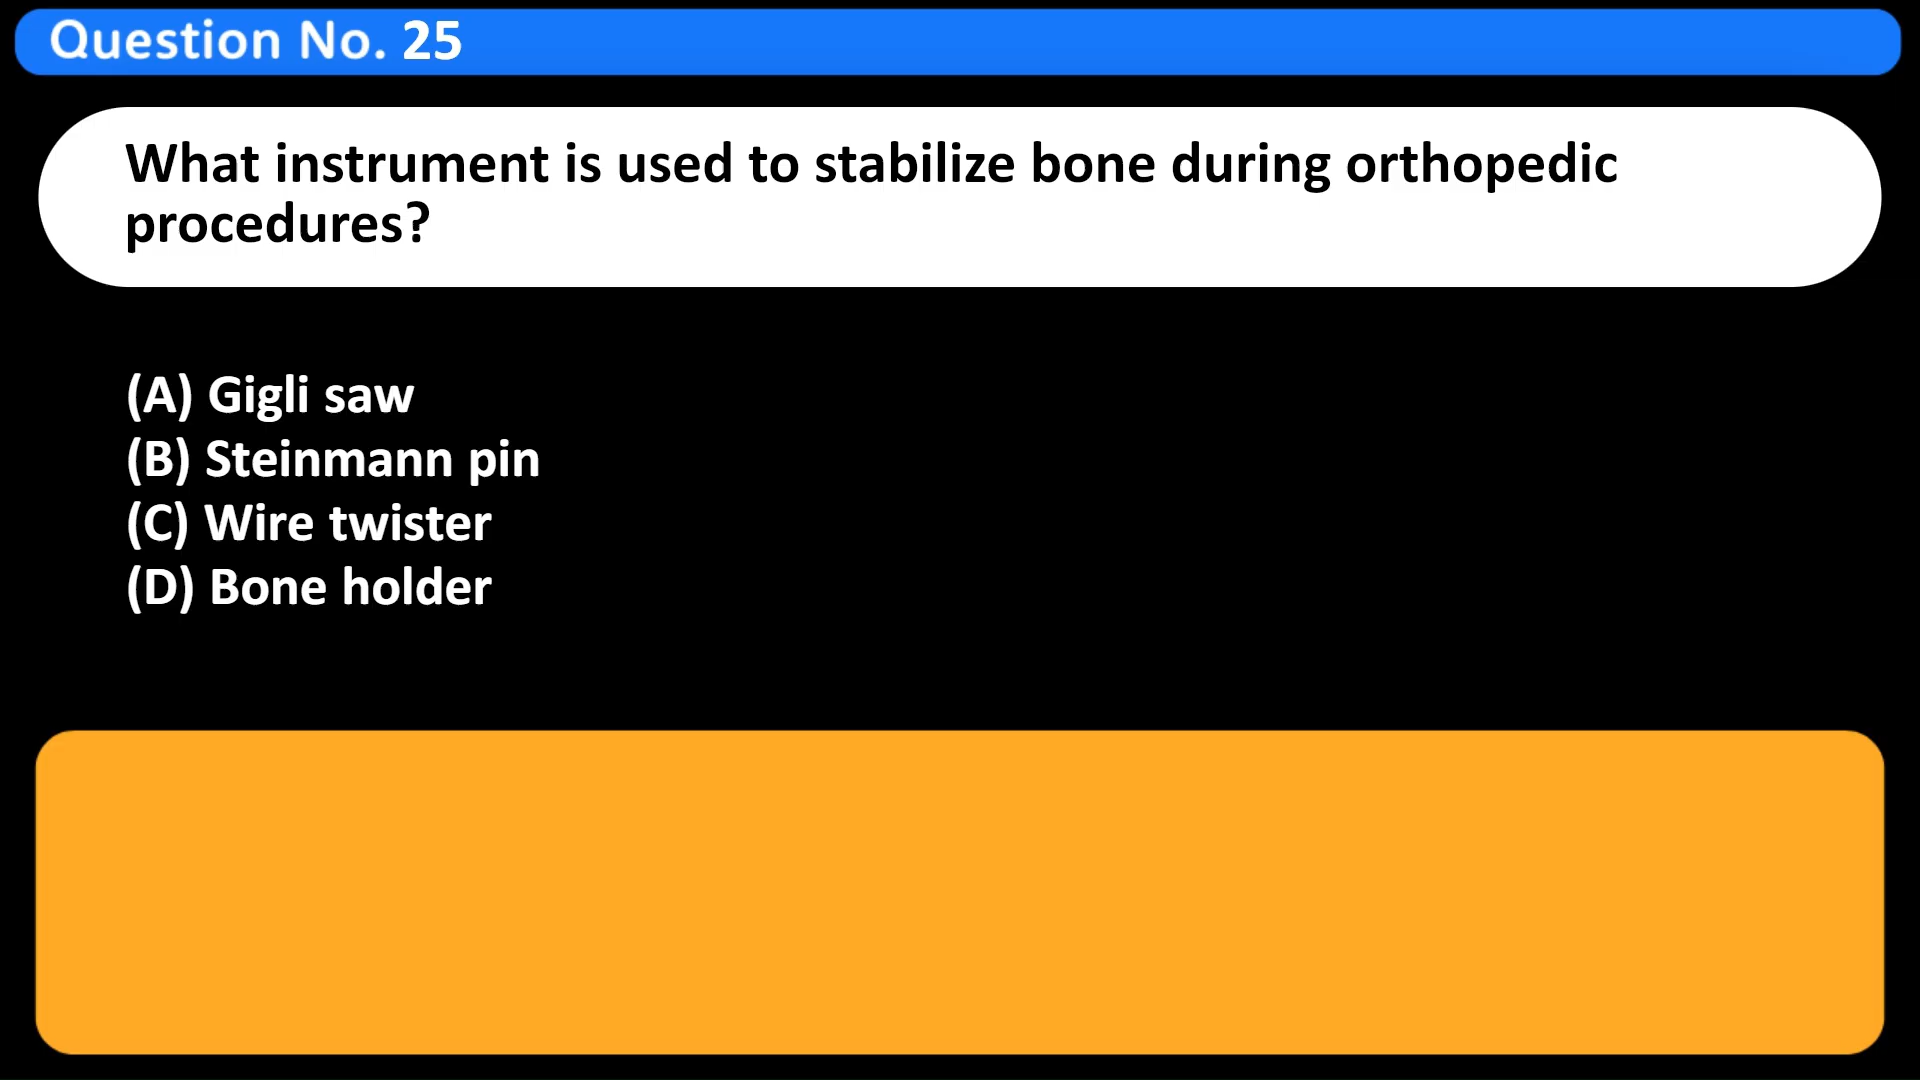 Question No. 25
What instrument is used to stabilize bone during orthopedic
procedures?
(A) Gigli saw
(B) Steinmann pin
(C) Wire twister
(D) Bone holder